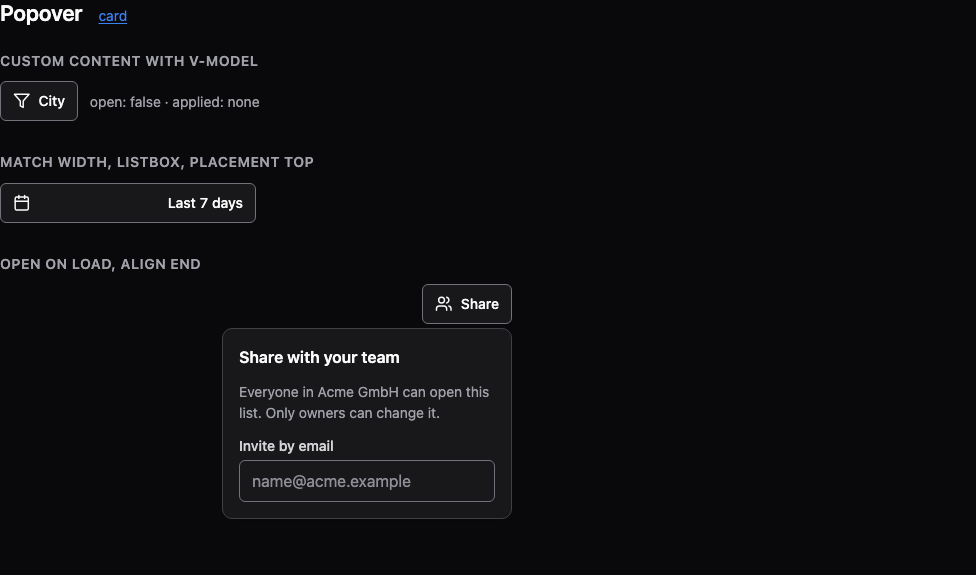 Popover card
CUSTOM CONTENT WITH V-MODEL
City open: false · applied: none
MATCH WIDTH, LISTBOX, PLACEMENT TOP
Last 7 days
OPEN ON LOAD, ALIGN END
Share
Share with your team
Everyone in Acme GmbH can open this
list. Only owners can change it.
Invite by email
name@acme.example